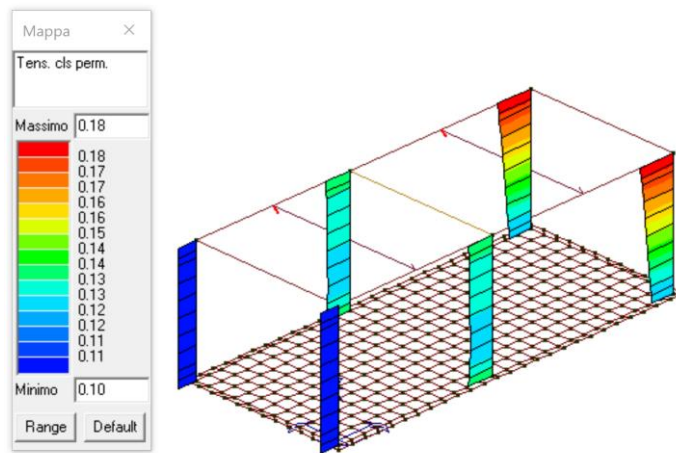 Mappa
Tens. cls perm.
Massimo 0.18
0.18
0.17
0.17
0.16
0.16
0.15
0.14
0.14
0.13
0.13
0.12
0.12
0.11
0.11
Minimo 0.10
Range Default